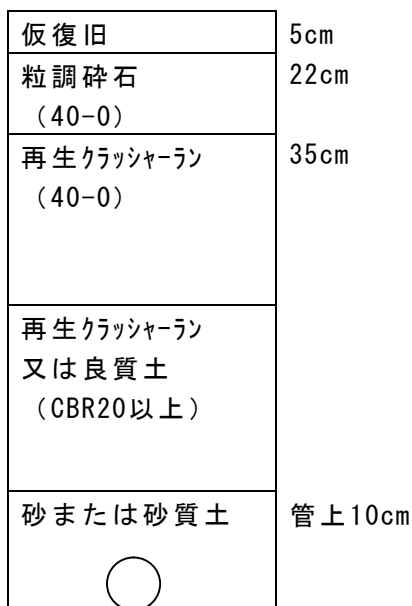 仮復旧 5cm
粒調砕石 22cm
（40-0）
再生ｸﾗｯｼｬｰﾗﾝ 35cm
（40-0）
再生ｸﾗｯｼｬｰﾗﾝ
又は良質土
（CBR20以上）
砂または砂質土 管上10cm